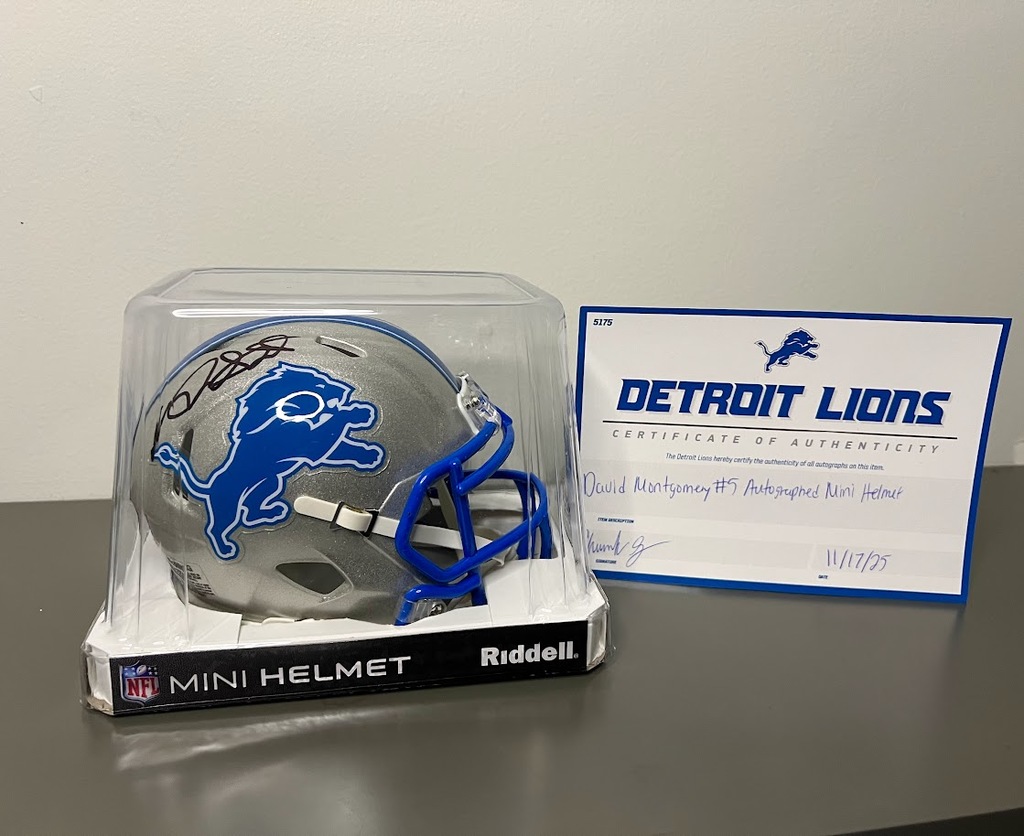 5175
DETROIT LIONS
CERTIFICATE OF AUTHENTICITY
The Detroit Lions hereby certify the authenticity of all autographs on this item.
David Montgomery #5 Autographed Mini Helmet
ITEM DESCRIPTION
11/17/25
SIGNATURE
DATE
NFL MINI HELMET Riddell